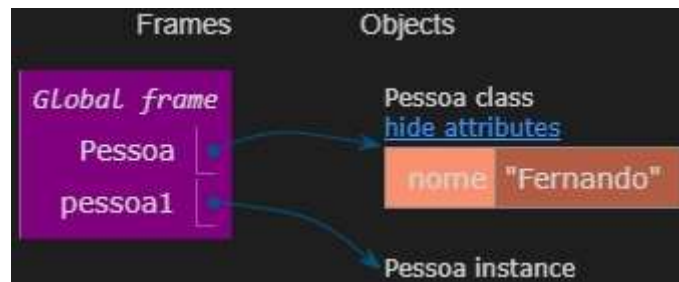 Frames Objects
Global frame
Pessoa class
hide attributes
Pessoa
nome "Fernando"
pessoa1
Pessoa instance